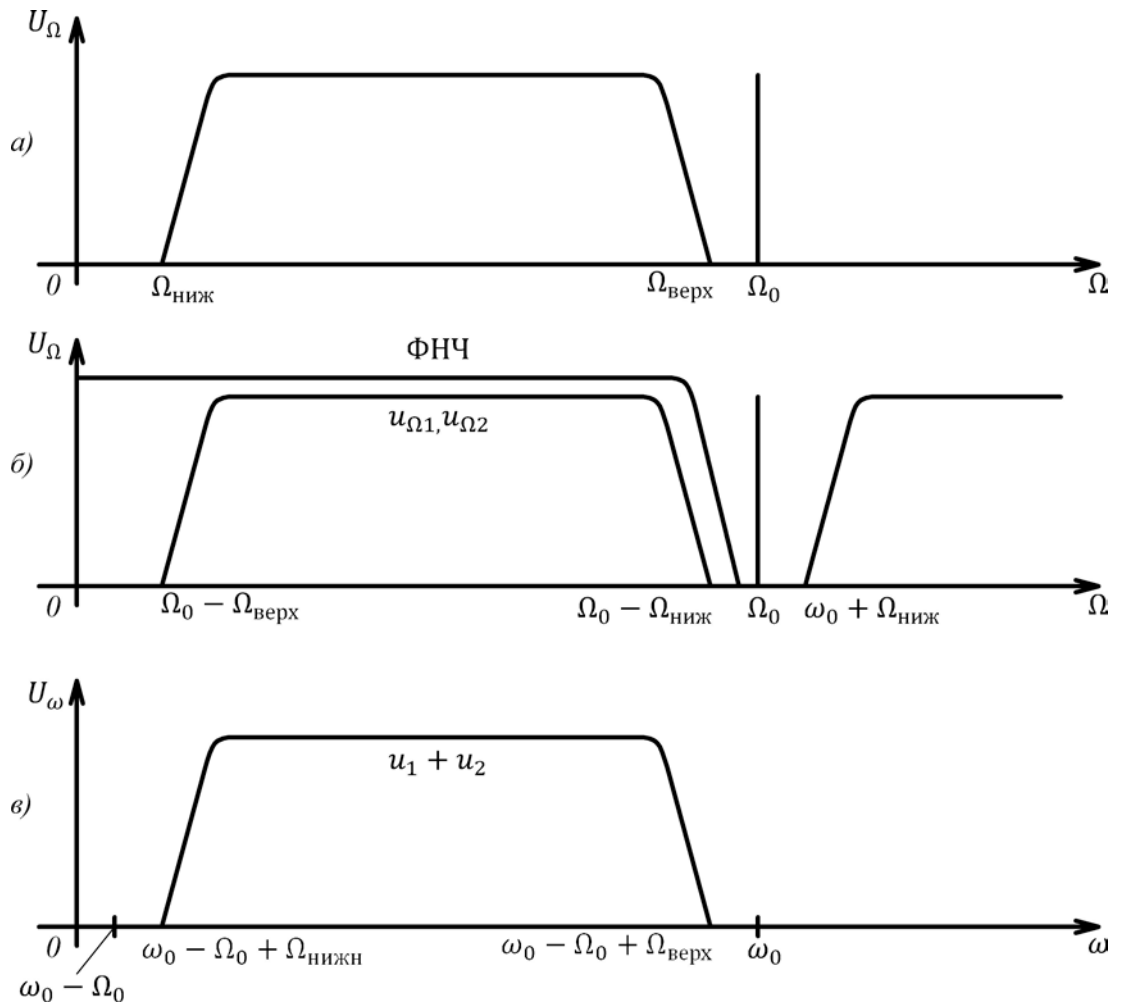 U_Ω
а)
0 Ω_ниж Ω_верх Ω_0 Ω
U_Ω
ФНЧ
u_Ω1, u_Ω2
б)
0 Ω_0 − Ω_верх Ω_0 − Ω_ниж Ω_0 ω_0 + Ω_ниж Ω
U_ω
u_1 + u_2
в)
0 ω_0 − Ω_0 + Ω_нижн ω_0 − Ω_0 + Ω_верх ω_0 ω
ω_0 − Ω_0